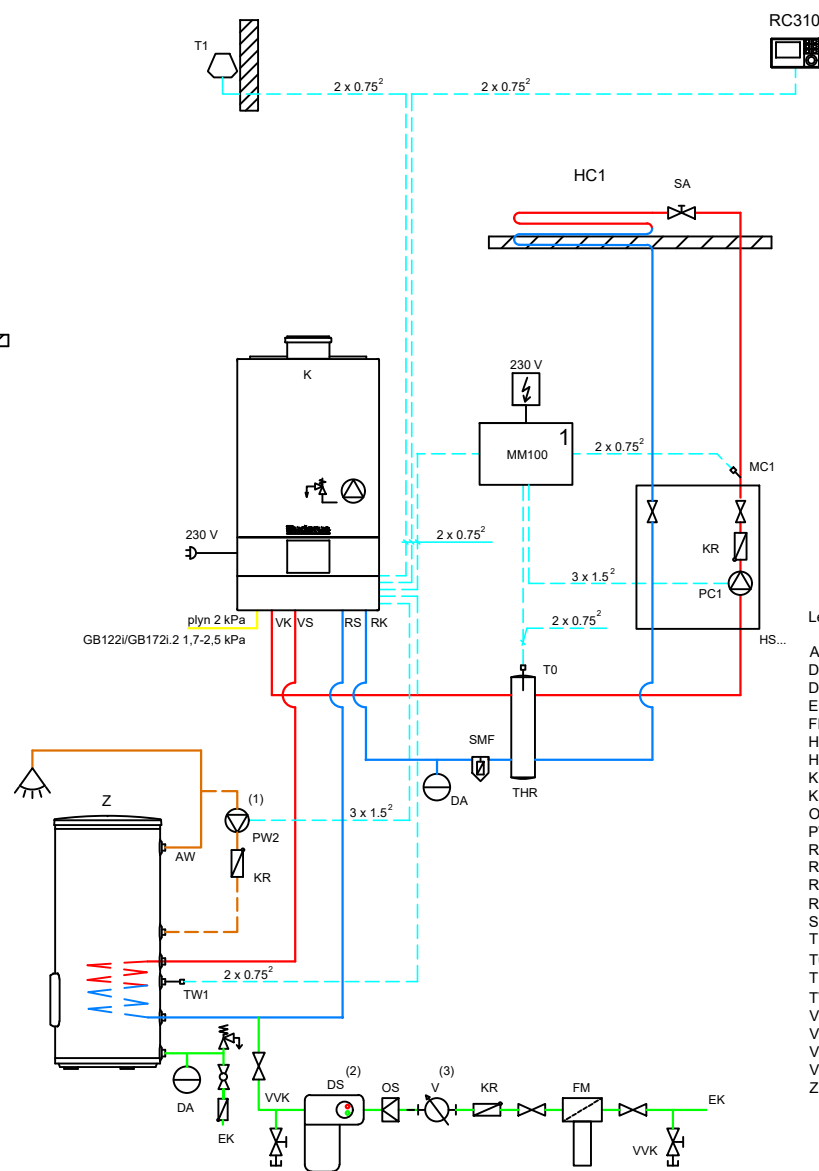 RC310
T1
2 x 0.75²
2 x 0.75²
HC1
SA
K
230 V
1
MM100
2 x 0.75²
MC1
Buderus
230 V
2 x 0.75²
KR
3 x 1.5²
PC1
plyn 2 kPa
VK
VS
RS
RK
2 x 0.75²
HS...
GB122i/GB172i.2 1,7-2,5 kPa
T0
SMF
DA
THR
Z
(1)
3 x 1.5²
PW2
AW
KR
2 x 0.75²
TW1
DS
(2)
OS
V
(3)
KR
FM
EK
VVK
DA
EK
VVK
Le
A
D
D
E
F
H
H
K
K
O
P
R
R
R
R
S
T
T
T
T
V
V
V
V
Z